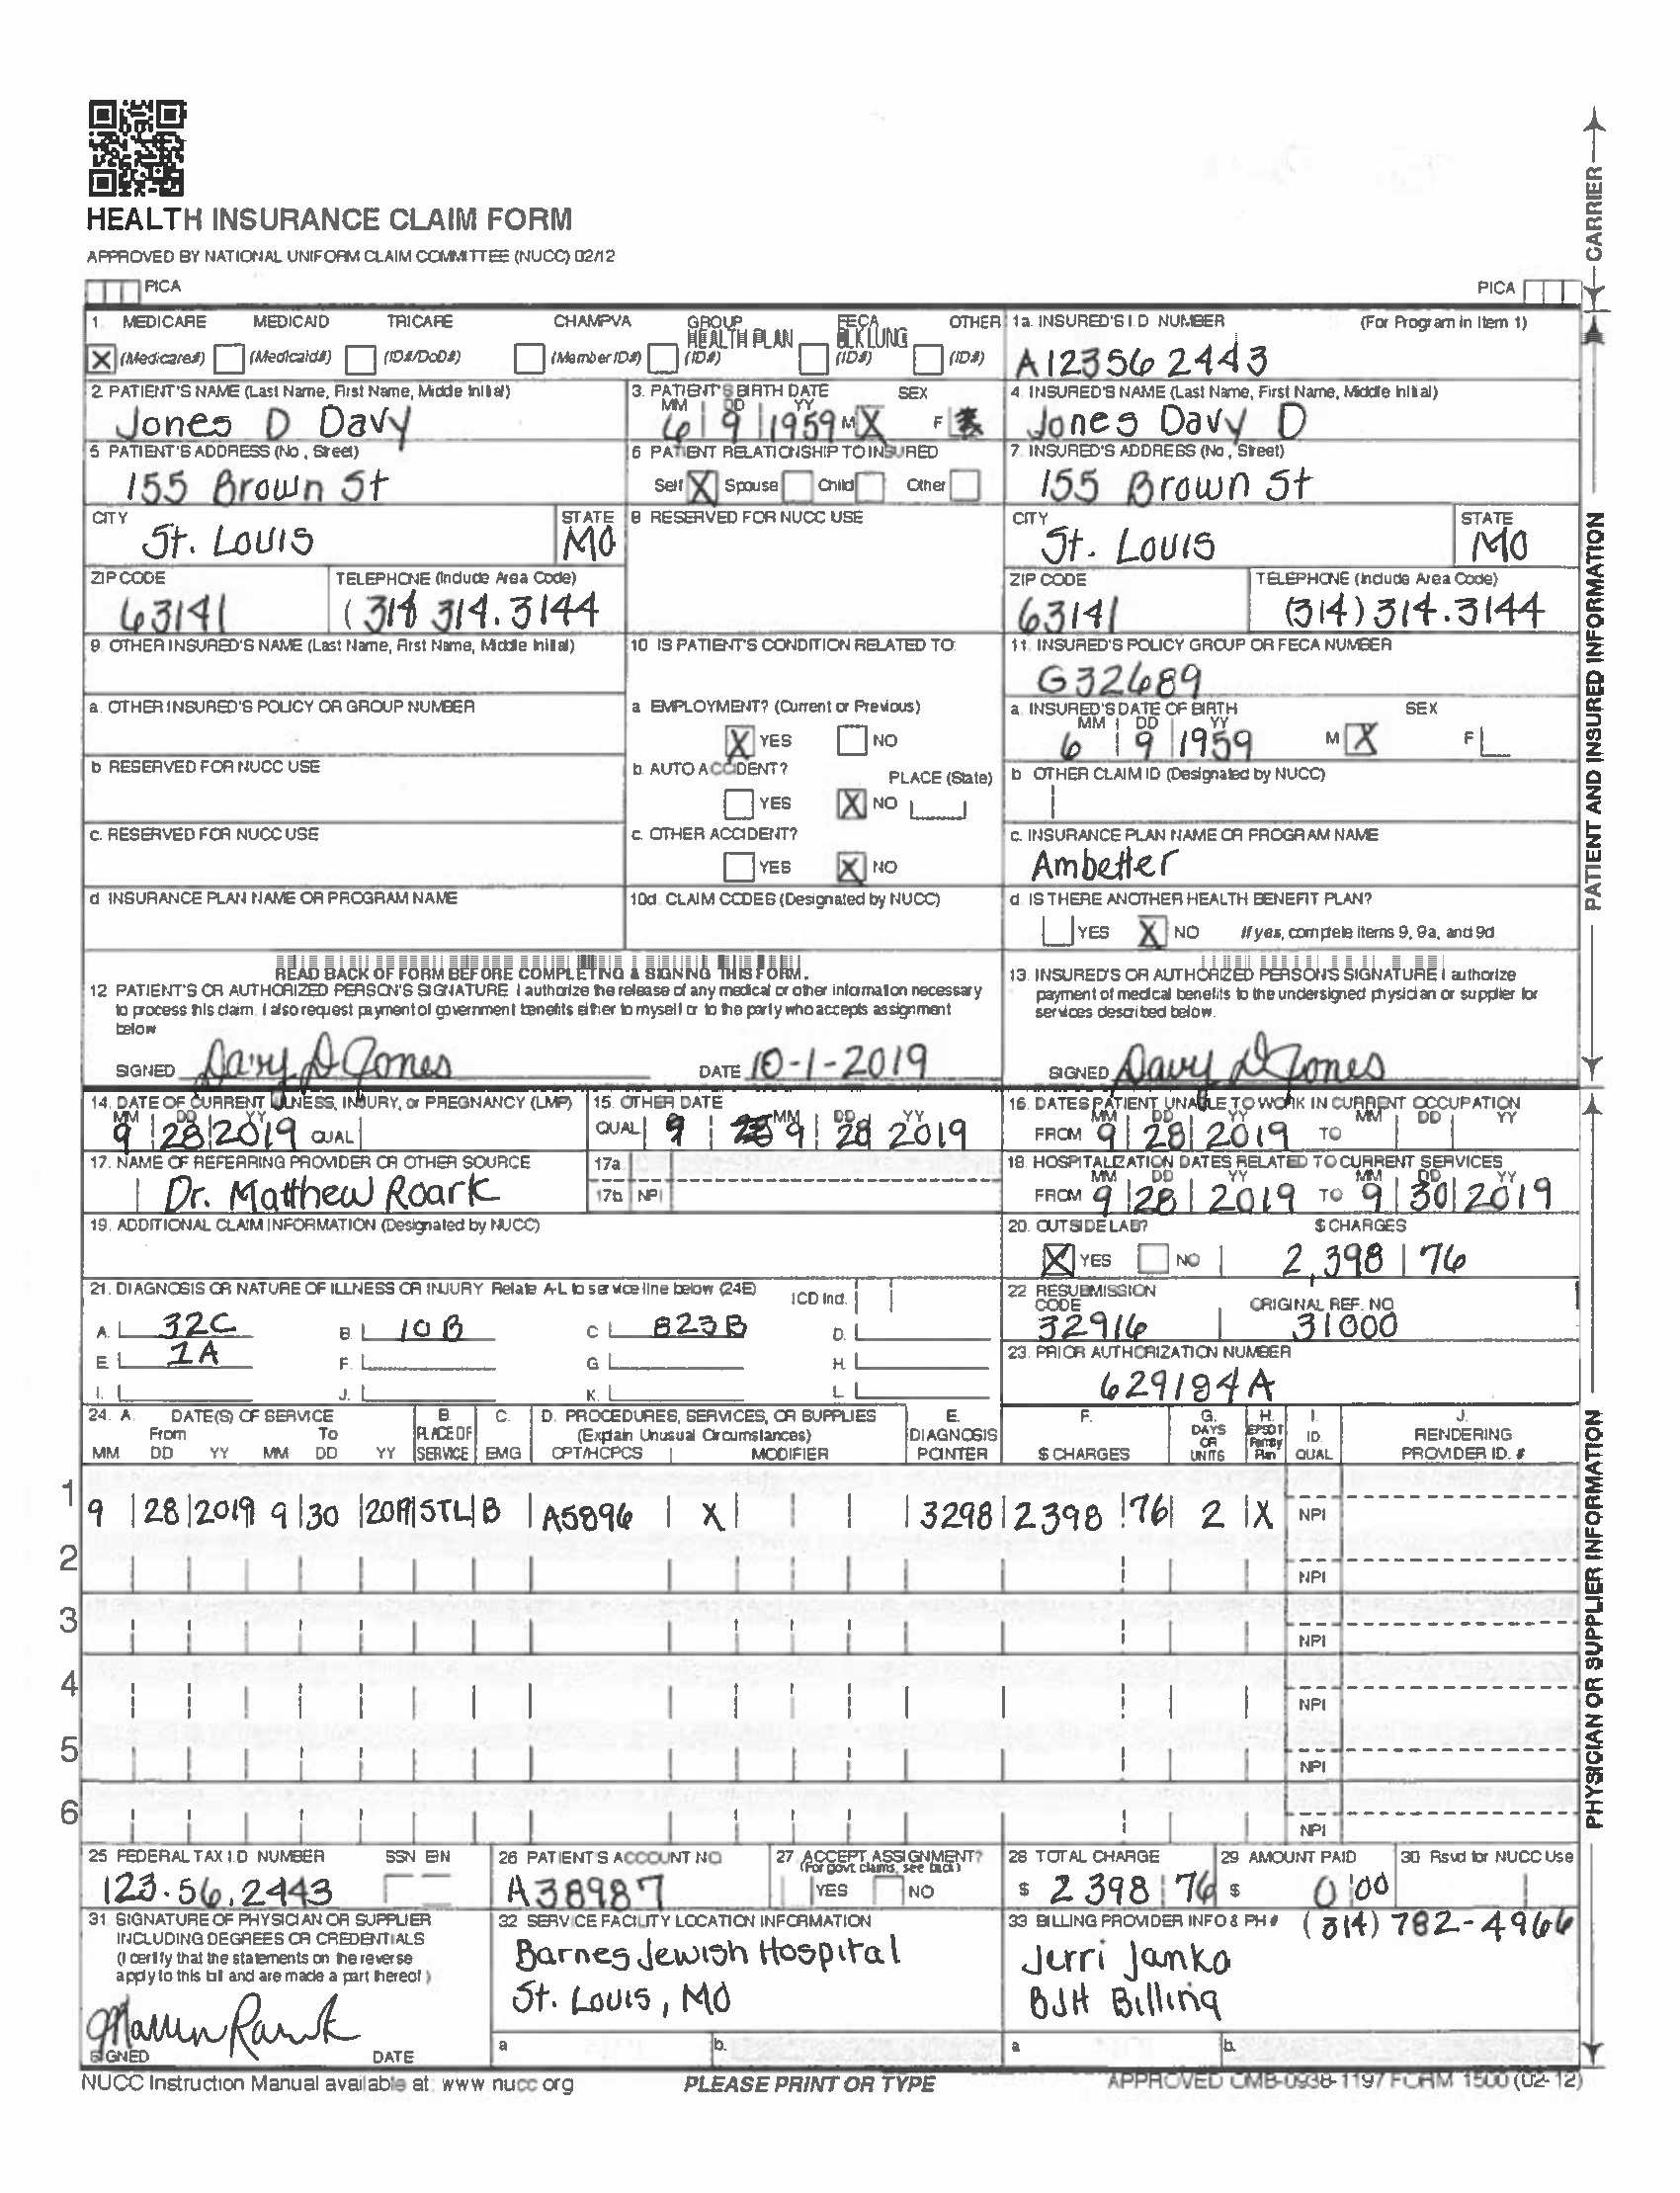 HEALTH INSURANCE CLAIM FORM
APPROVED BY NATIONAL UNIFORM CLAIM COMMITTEE (NUCC) 02/12
PICA
PICA
CARRIER
1. MEDICARE MEDICAID TRICARE CHAMPVA GROUP HEALTH PLAN FECA BLK LUNG OTHER
X (Medicare#) (Medicaid#) (ID#/DoD#) (Member ID#) (ID#) (ID#) (ID#)
1a. INSURED'S I.D. NUMBER (For Program in Item 1)
A123562443
2. PATIENT'S NAME (Last Name, First Name, Middle Initial)
Jones D Davy
3. PATIENT'S BIRTH DATE SEX
MM DD YY
6 9 1959 M X F
4. INSURED'S NAME (Last Name, First Name, Middle Initial)
Jones Davy D
5. PATIENT'S ADDRESS (No., Street)
155 Brown St
6. PATIENT RELATIONSHIP TO INSURED
Self X Spouse Child Other
7. INSURED'S ADDRESS (No., Street)
155 Brown St
CITY STATE
St. Louis MO
8. RESERVED FOR NUCC USE
CITY STATE
St. Louis MO
ZIP CODE TELEPHONE (Include Area Code)
63141 (314 314.3144
ZIP CODE TELEPHONE (Include Area Code)
63141 (314) 314.3144
9. OTHER INSURED'S NAME (Last Name, First Name, Middle Initial)
10. IS PATIENT'S CONDITION RELATED TO:
11. INSURED'S POLICY GROUP OR FECA NUMBER
G32689
a. OTHER INSURED'S POLICY OR GROUP NUMBER
a. EMPLOYMENT? (Current or Previous)
X YES NO
a. INSURED'S DATE OF BIRTH SEX
MM DD YY
6 9 1959 M X F
b. RESERVED FOR NUCC USE
b. AUTO ACCIDENT? PLACE (State)
YES X NO
b. OTHER CLAIM ID (Designated by NUCC)
c. RESERVED FOR NUCC USE
c. OTHER ACCIDENT?
YES X NO
c. INSURANCE PLAN NAME OR PROGRAM NAME
Ambetter
d. INSURANCE PLAN NAME OR PROGRAM NAME
10d. CLAIM CODES (Designated by NUCC)
d. IS THERE ANOTHER HEALTH BENEFIT PLAN?
YES X NO If yes, complete items 9, 9a, and 9d.
READ BACK OF FORM BEFORE COMPLETING & SIGNING THIS FORM.
12. PATIENT'S OR AUTHORIZED PERSON'S SIGNATURE I authorize the release of any medical or other information necessary
to process this claim. I also request payment of government benefits either to myself or to the party who accepts assignment
below
SIGNED Davy D Jones DATE 10-1-2019
13. INSURED'S OR AUTHORIZED PERSON'S SIGNATURE I authorize
payment of medical benefits to the undersigned physician or supplier for
services described below.
SIGNED Davy D Jones
PATIENT AND INSURED INFORMATION
14. DATE OF CURRENT ILLNESS, INJURY, or PREGNANCY (LMP)
MM DD YY
9 28 2019 QUAL
15. OTHER DATE
MM DD YY
QUAL 9 9 28 2019
16. DATES PATIENT UNABLE TO WORK IN CURRENT OCCUPATION
MM DD YY MM DD YY
FROM 9 28 2019 TO
17. NAME OF REFERRING PROVIDER OR OTHER SOURCE
Dr. Matthew Roark
17a
17b NPI
18. HOSPITALIZATION DATES RELATED TO CURRENT SERVICES
MM DD YY MM DD YY
FROM 9 28 2019 TO 9 30 2019
19. ADDITIONAL CLAIM INFORMATION (Designated by NUCC)
20. OUTSIDE LAB? $ CHARGES
X YES NO 2,398 76
21. DIAGNOSIS OR NATURE OF ILLNESS OR INJURY Relate A-L to service line below (24E) ICD Ind.
A. 32C B. 10B C. 823B D.
E. 1A F. G. H.
I. J. K. L.
22. RESUBMISSION CODE ORIGINAL REF. NO.
32916 31000
23. PRIOR AUTHORIZATION NUMBER
629184A
24. A. DATE(S) OF SERVICE B. C. D. PROCEDURES, SERVICES, OR SUPPLIES E. F. G. H. I. J.
From To PLACE OF (Explain Unusual Circumstances) DIAGNOSIS DAYS OR EPSDT Family ID. RENDERING
MM DD YY MM DD YY SERVICE EMG CPT/HCPCS MODIFIER POINTER $ CHARGES UNITS Plan QUAL. PROVIDER ID. #
1 9 28 2019 9 30 2019 STL B A5896 X 3298 2398 76 2 X NPI
2 NPI
3 NPI
4 NPI
5 NPI
6 NPI
25. FEDERAL TAX I.D. NUMBER SSN EIN
123.56.2443
26. PATIENT'S ACCOUNT NO.
A38987
27. ACCEPT ASSIGNMENT?
(For govt. claims, see back)
YES NO
28. TOTAL CHARGE
$ 2398 76
29. AMOUNT PAID
$ 0 00
30. Rsvd for NUCC Use
31. SIGNATURE OF PHYSICIAN OR SUPPLIER
INCLUDING DEGREES OR CREDENTIALS
(I certify that the statements on the reverse
apply to this bill and are made a part thereof.)
SIGNED DATE
32. SERVICE FACILITY LOCATION INFORMATION
Barnes Jewish Hospital
St. Louis, MO
a. b.
33. BILLING PROVIDER INFO & PH # (314) 782-4966
Jerri Janka
BJH Billing
a. b.
PHYSICIAN OR SUPPLIER INFORMATION
NUCC Instruction Manual available at: www.nucc.org
PLEASE PRINT OR TYPE
APPROVED OMB-0938-1197 FORM 1500 (02-12)